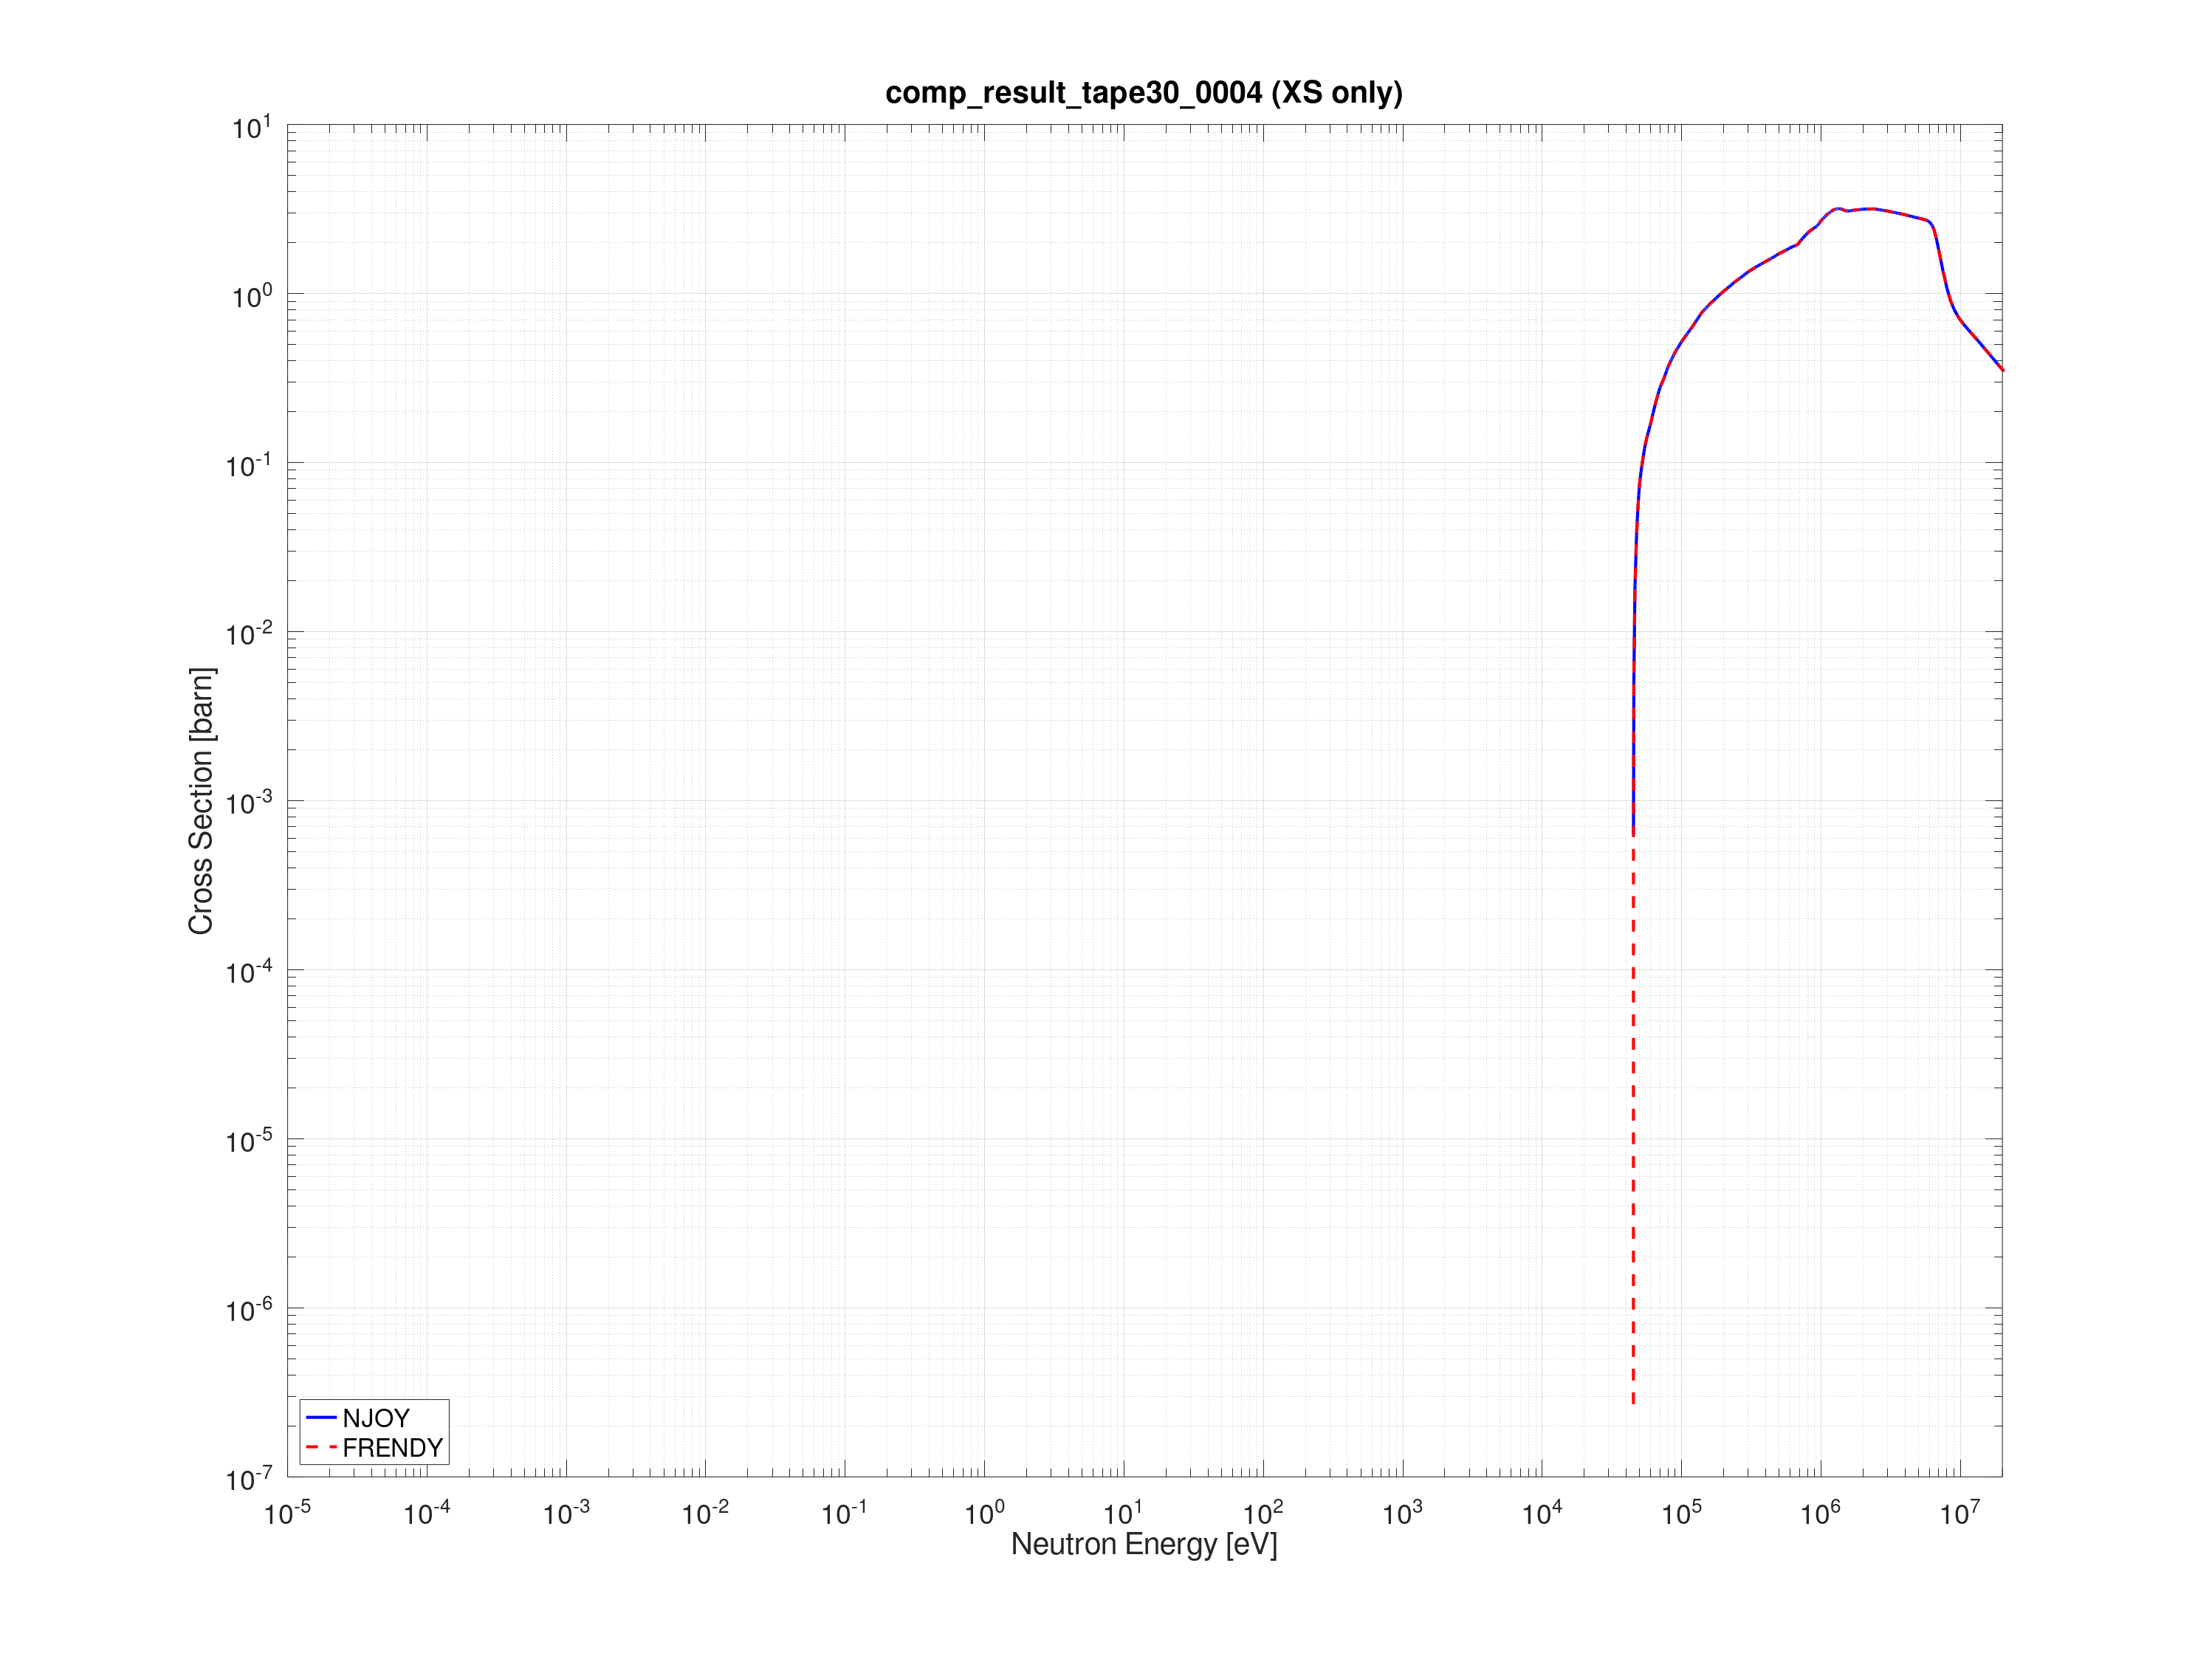 comp_result_tape30_0004 (XS only)
10^1
10^0
10^-1
10^-2
10^-3
10^-4
10^-5
10^-6
10^-7
Cross Section [barn]
NJOY
FRENDY
10^-5 10^-4 10^-3 10^-2 10^-1 10^0 10^1 10^2 10^3 10^4 10^5 10^6 10^7
Neutron Energy [eV]